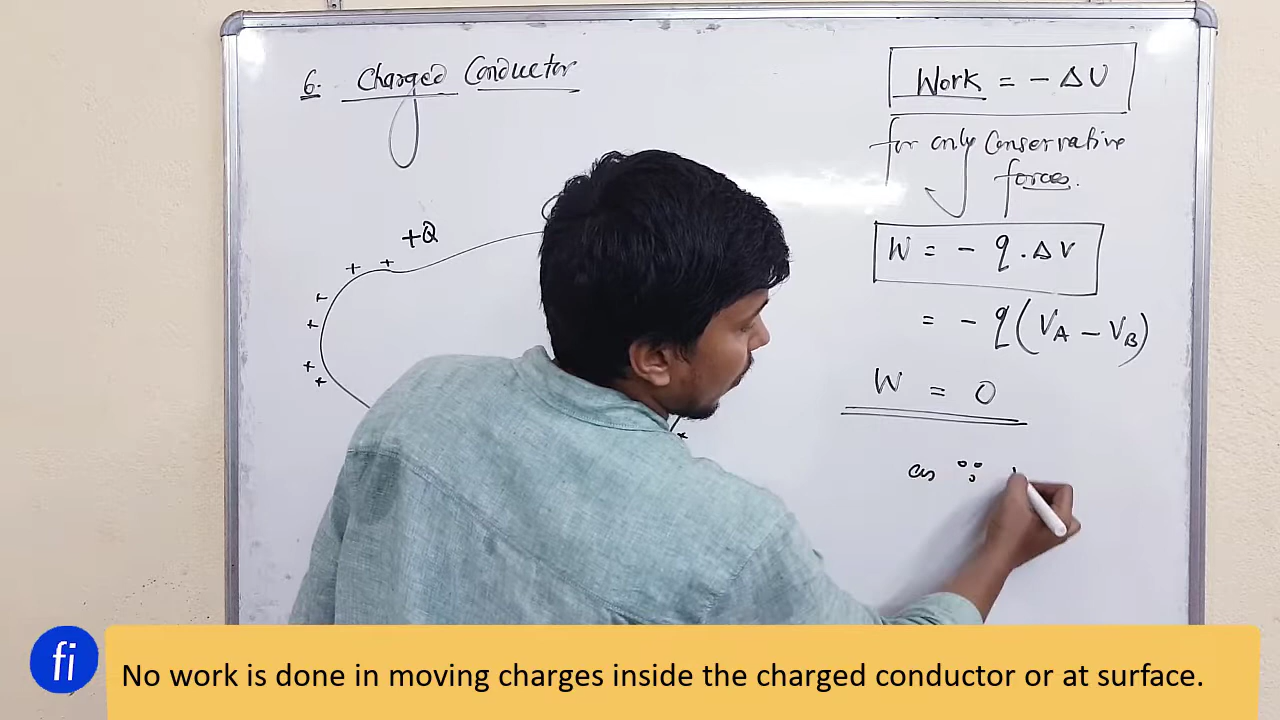 6. Charged Conductor
Work = - ΔU
for only Conservative
forces.
+Q
W = - q . ΔV
= - q (VA - VB)
W = 0
as ∵
fi
No work is done in moving charges inside the charged conductor or at surface.